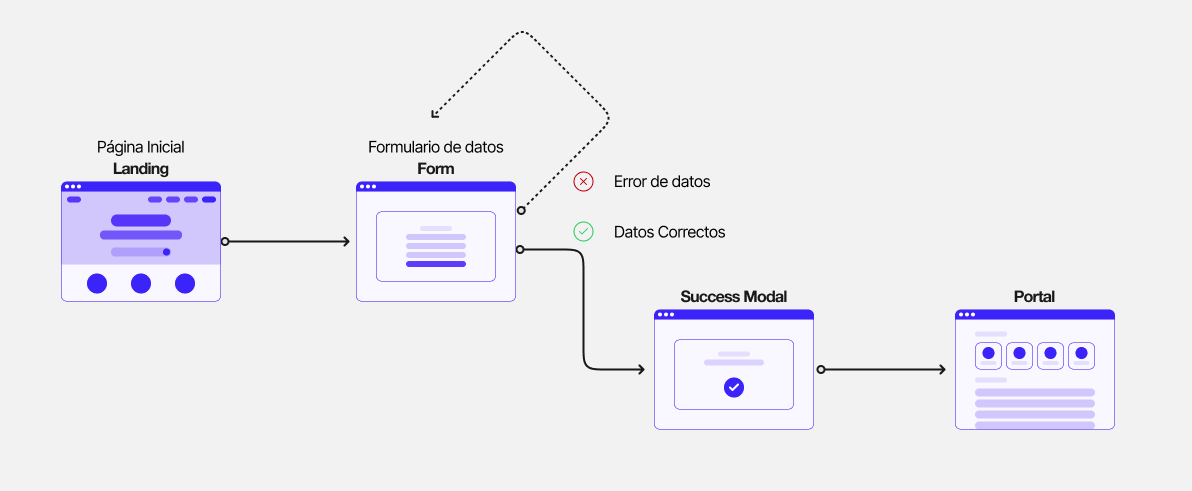 Página Inicial
Landing
Formulario de datos
Form
Error de datos
Datos Correctos
Success Modal
Portal